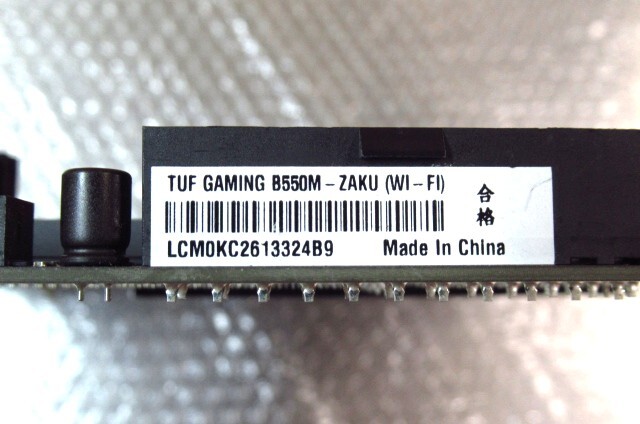 TUF GAMING B550M-ZAKU (WI-FI)
LCM0KC2613324B9 Made In China
合格